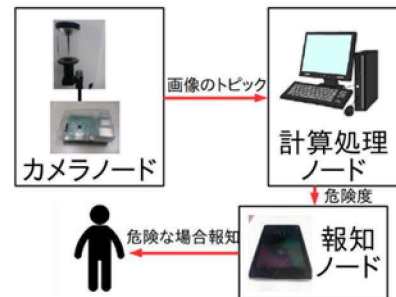 画像のトピック
カメラノード
計算処理
ノード
危険度
危険な場合報知
報知
ノード